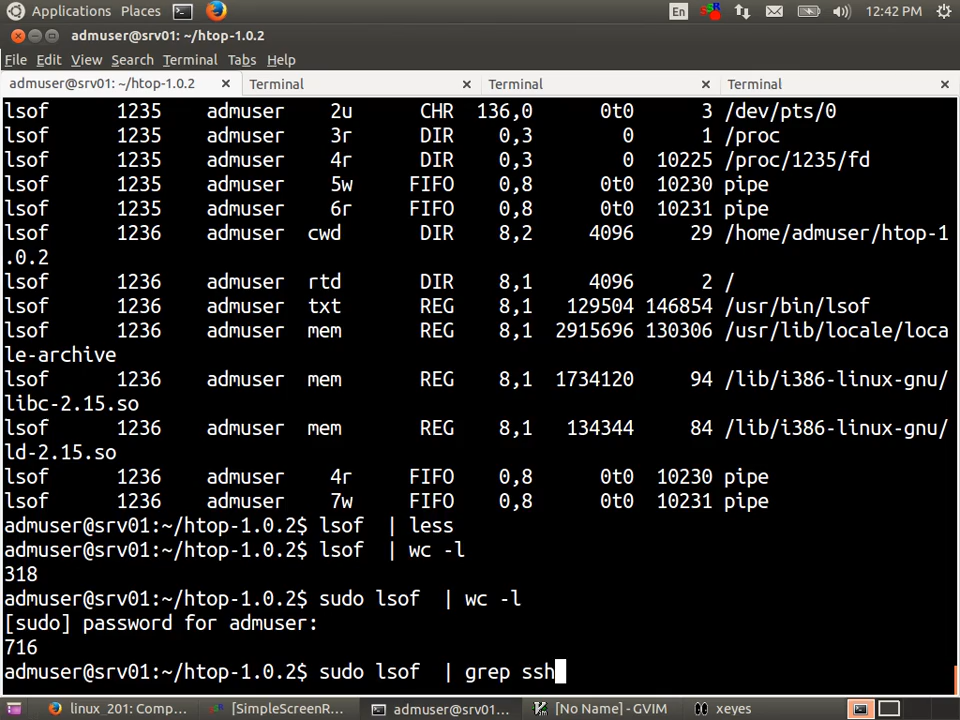 Applications Places En 12:42 PM
admuser@srv01: ~/htop-1.0.2
File Edit View Search Terminal Tabs Help
admuser@srv01: ~/htop-1.0.2 × Terminal × Terminal × Terminal ×
lsof 1235 admuser 2u CHR 136,0 0t0 3 /dev/pts/0
lsof 1235 admuser 3r DIR 0,3 0 1 /proc
lsof 1235 admuser 4r DIR 0,3 0 10225 /proc/1235/fd
lsof 1235 admuser 5w FIFO 0,8 0t0 10230 pipe
lsof 1235 admuser 6r FIFO 0,8 0t0 10231 pipe
lsof 1236 admuser cwd DIR 8,2 4096 29 /home/admuser/htop-1
.0.2
lsof 1236 admuser rtd DIR 8,1 4096 2 /
lsof 1236 admuser txt REG 8,1 129504 146854 /usr/bin/lsof
lsof 1236 admuser mem REG 8,1 2915696 130306 /usr/lib/locale/loca
le-archive
lsof 1236 admuser mem REG 8,1 1734120 94 /lib/i386-linux-gnu/
libc-2.15.so
lsof 1236 admuser mem REG 8,1 134344 84 /lib/i386-linux-gnu/
ld-2.15.so
lsof 1236 admuser 4r FIFO 0,8 0t0 10230 pipe
lsof 1236 admuser 7w FIFO 0,8 0t0 10231 pipe
admuser@srv01:~/htop-1.0.2$ lsof | less
admuser@srv01:~/htop-1.0.2$ lsof | wc -l
318
admuser@srv01:~/htop-1.0.2$ sudo lsof | wc -l
[sudo] password for admuser:
716
admuser@srv01:~/htop-1.0.2$ sudo lsof | grep ssh
linux_201: Comp... [SimpleScreenR... admuser@srv01... [No Name] - GVIM xeyes